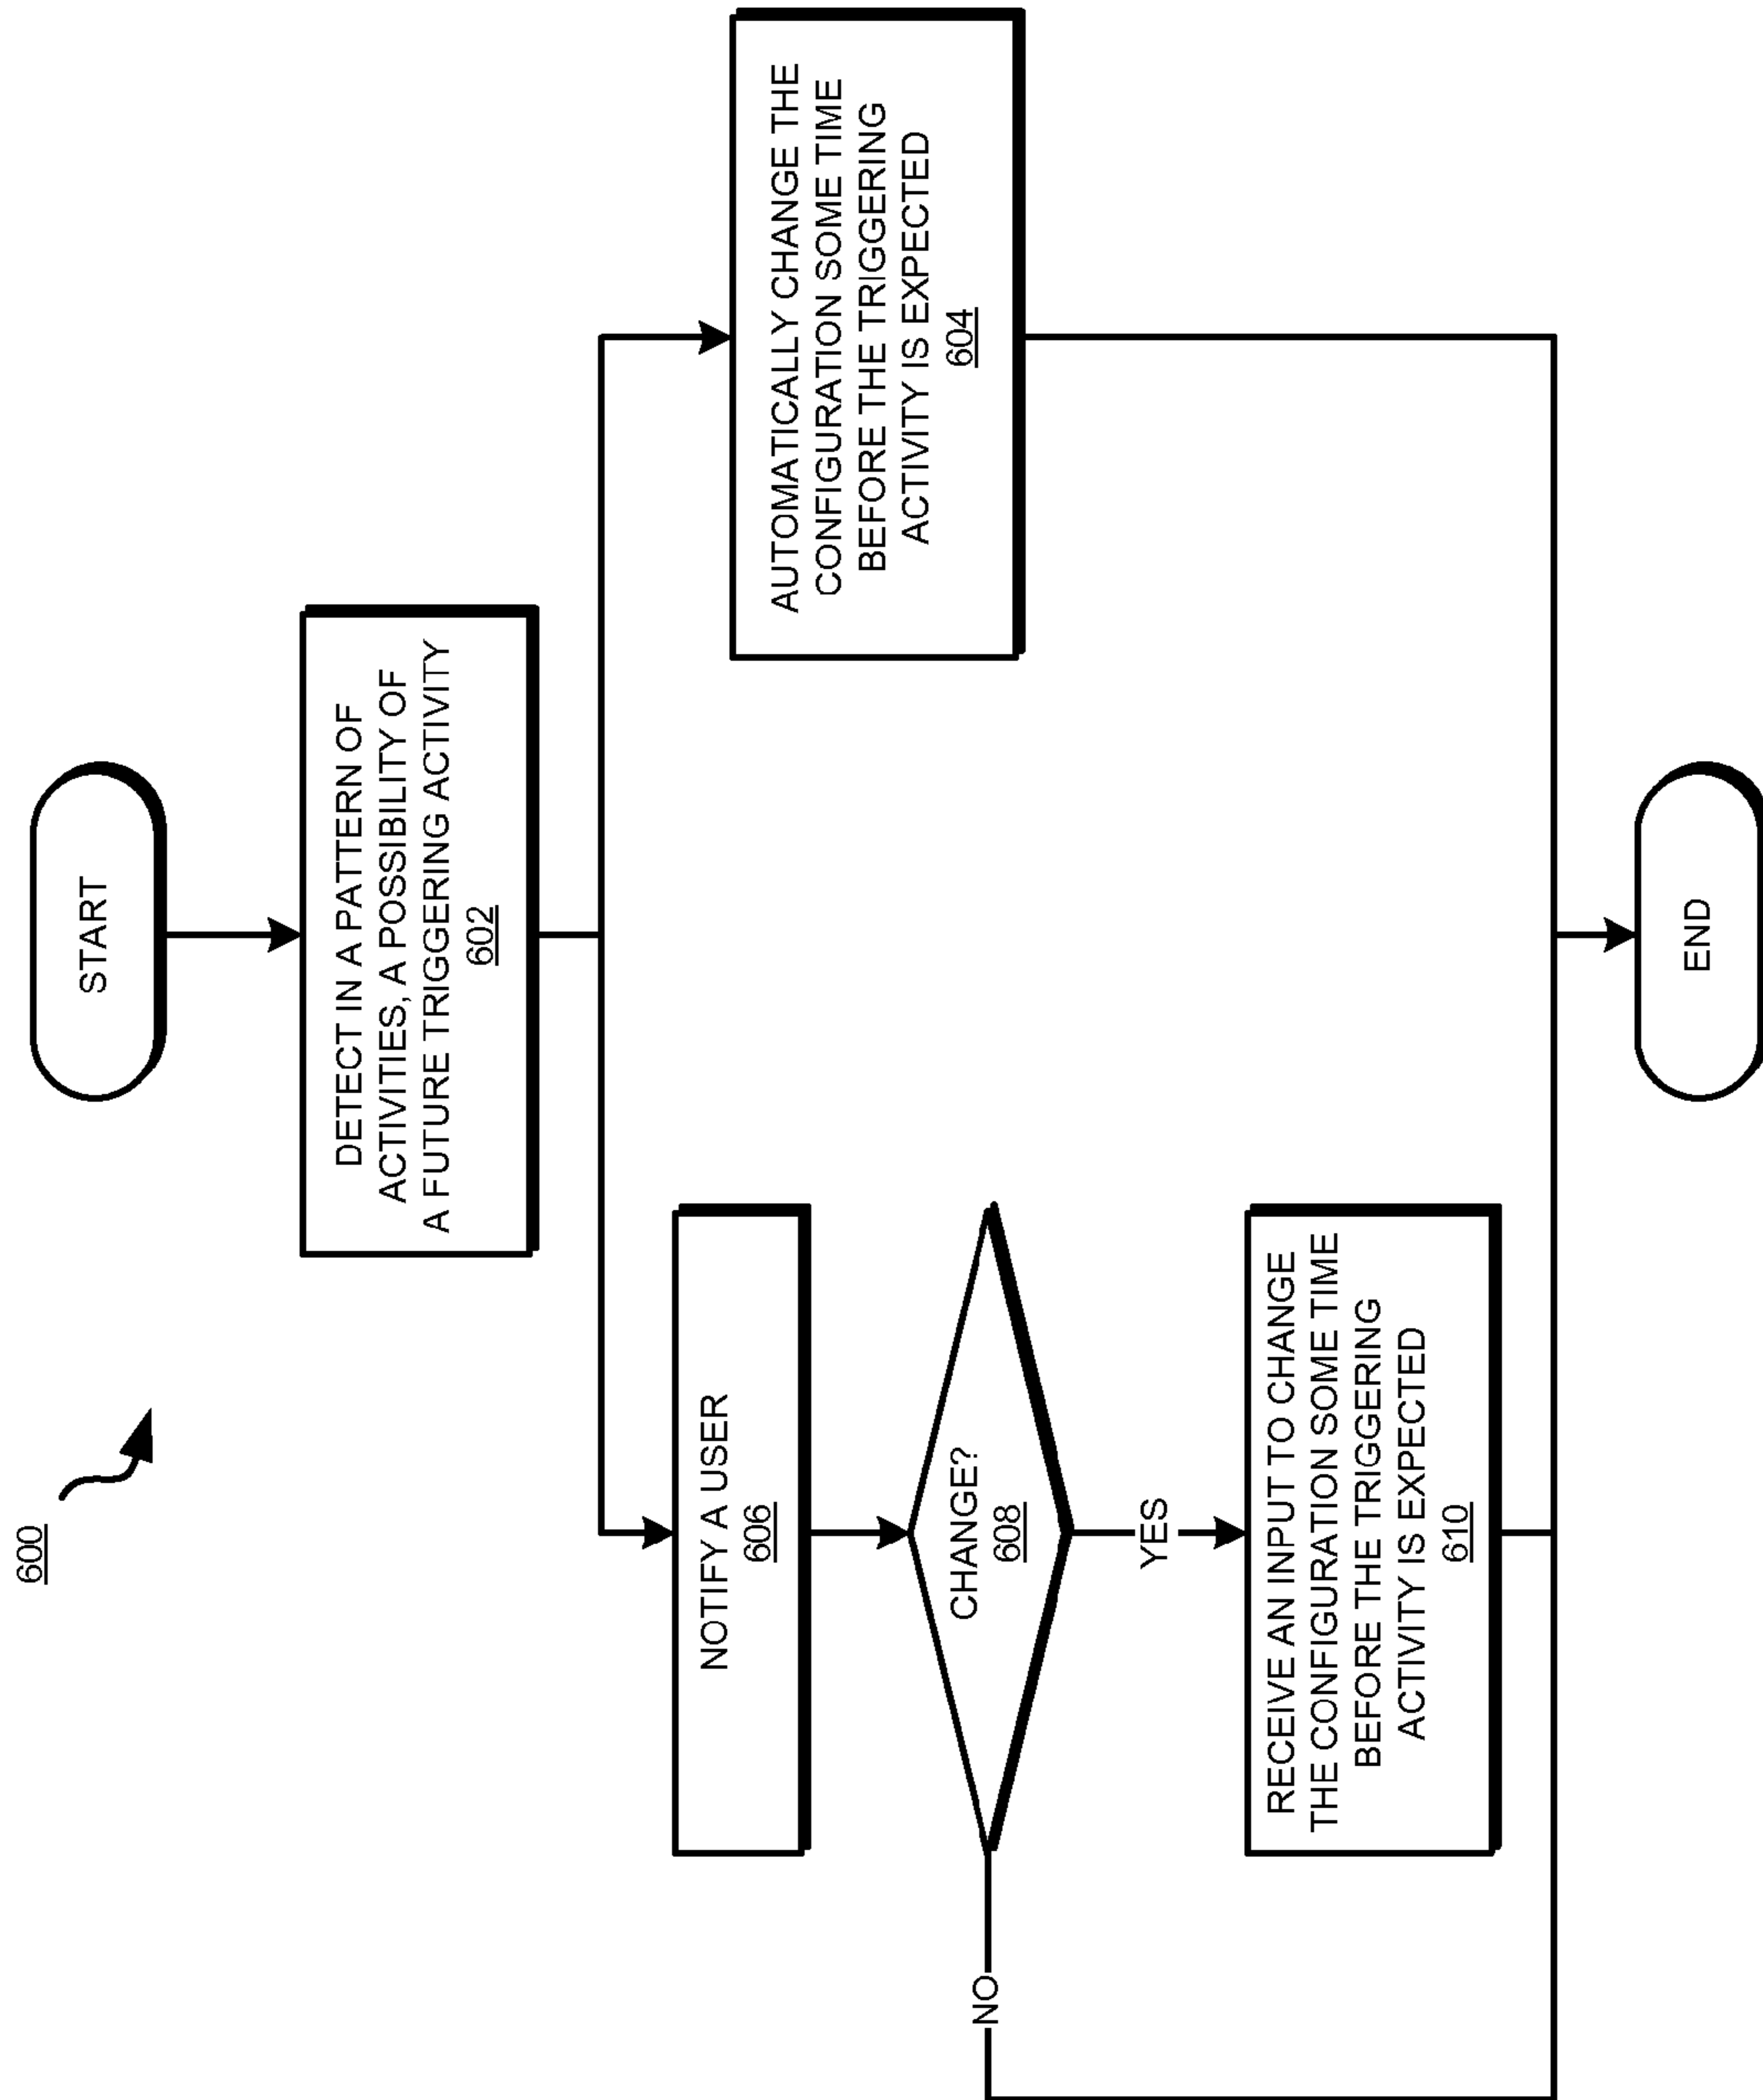 600
START
DETECT IN A PATTERN OF
ACTIVITIES, A POSSIBILITY OF
A FUTURE TRIGGERING ACTIVITY
602
NOTIFY A USER
606
CHANGE?
608
NO
YES
RECEIVE AN INPUT TO CHANGE
THE CONFIGURATION SOME TIME
BEFORE THE TRIGGERING
ACTIVITY IS EXPECTED
610
AUTOMATICALLY CHANGE THE
CONFIGURATION SOME TIME
BEFORE THE TRIGGERING
ACTIVITY IS EXPECTED
604
END